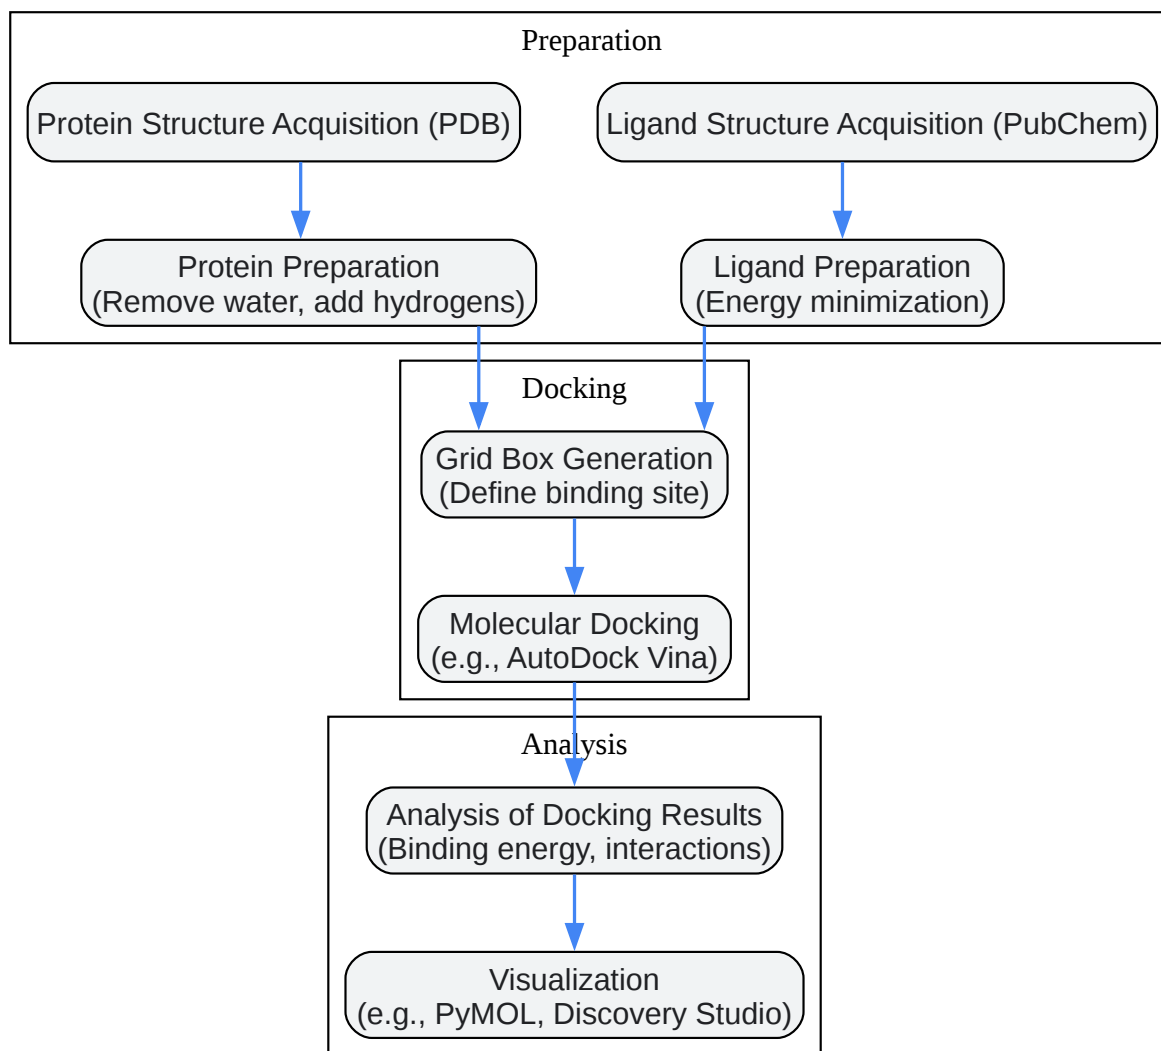 Preparation
Protein Structure Acquisition (PDB)
Ligand Structure Acquisition (PubChem)
Protein Preparation
(Remove water, add hydrogens)
Ligand Preparation
(Energy minimization)
Docking
Grid Box Generation
(Define binding site)
Molecular Docking
(e.g., AutoDock Vina)
Analysis
Analysis of Docking Results
(Binding energy, interactions)
Visualization
(e.g., PyMOL, Discovery Studio)